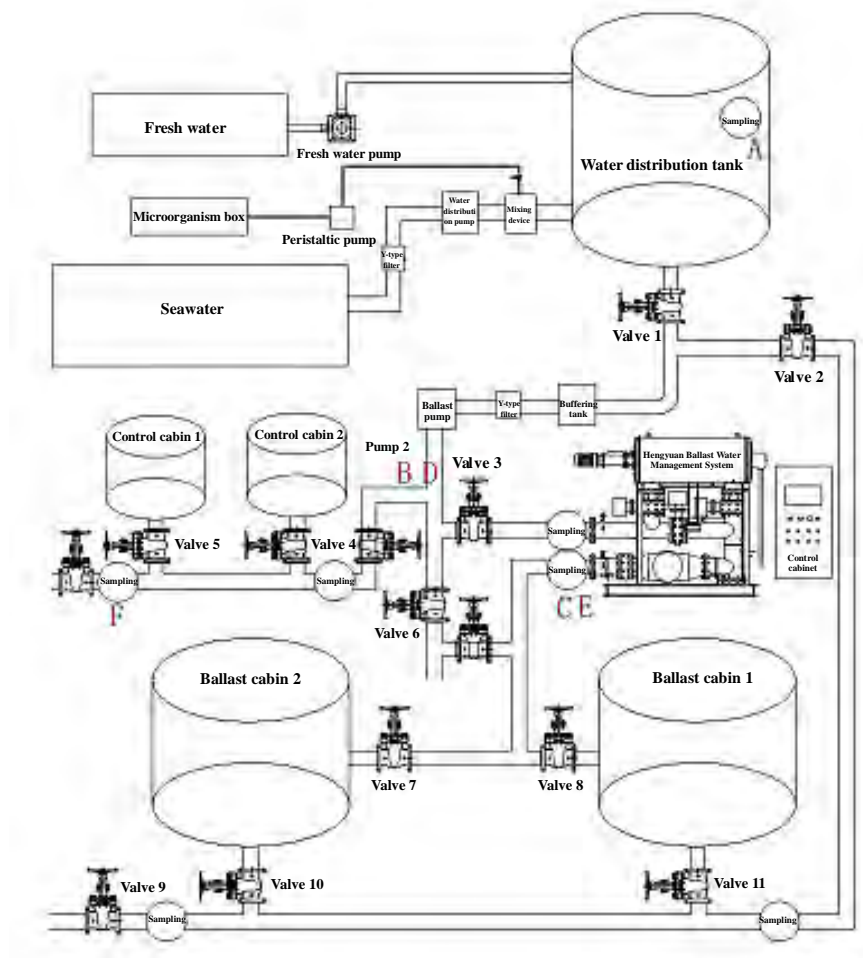 Fresh water
Fresh water pump
Sampling
A
Water distribution tank
Microorganism box
Peristaltic pump
Water
distributi
on pump
Mixing
device
Y-type
filter
Seawater
Valve 1
Valve 2
Ballast
pump
Y-type
filter
Buffering
tank
Control cabin 1
Control cabin 2
Pump 2
B D
Valve 3
Hengyuan Ballast Water
Management System
Control
cabinet
Valve 5
Valve 4
Sampling
Sampling
Sampling
Sampling
F
C E
Valve 6
Ballast cabin 2
Ballast cabin 1
Valve 7
Valve 8
Valve 9
Valve 10
Valve 11
Sampling
Sampling